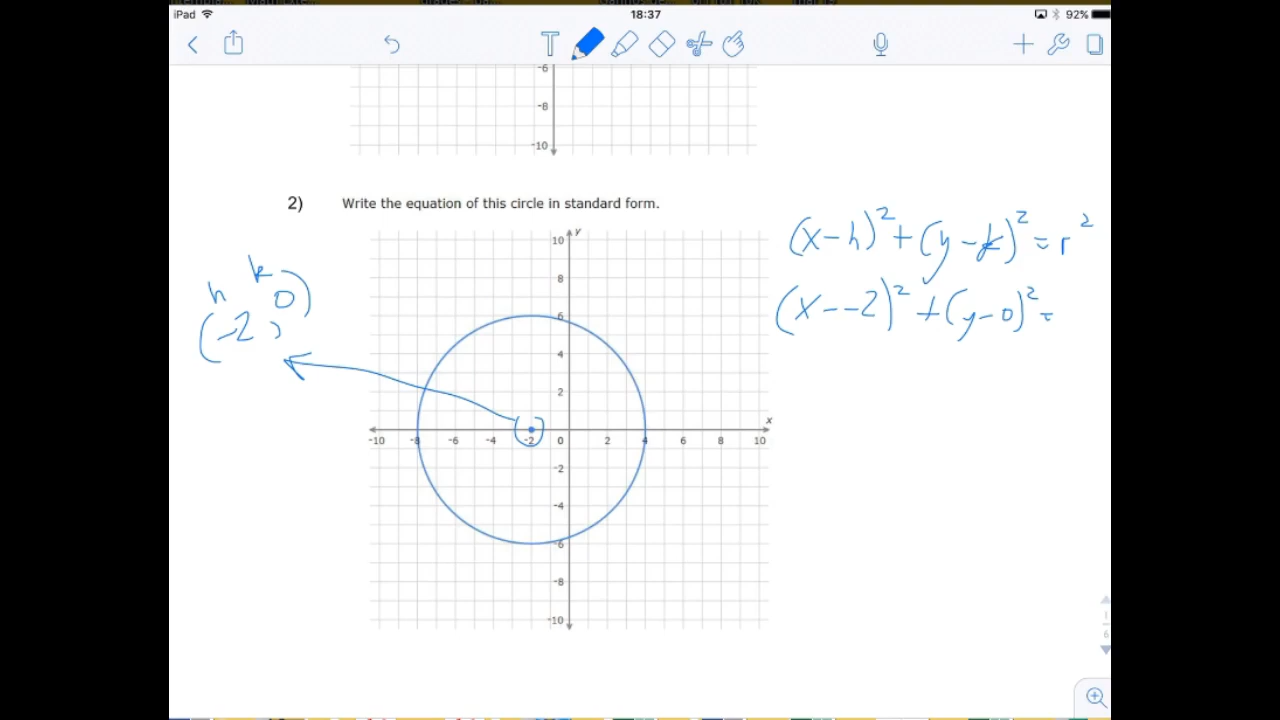 iPad 18:37 92%
T
-6
-8
-10
2) Write the equation of this circle in standard form.
(x-h)²+(y-k)²=r²
(x--2)²+(y-0)²=
h k
(-2, 0)
y
10
8
6
4
2
x
-10 -8 -6 -4 -2 0 2 4 6 8 10
-2
-4
-6
-8
-10
1
6